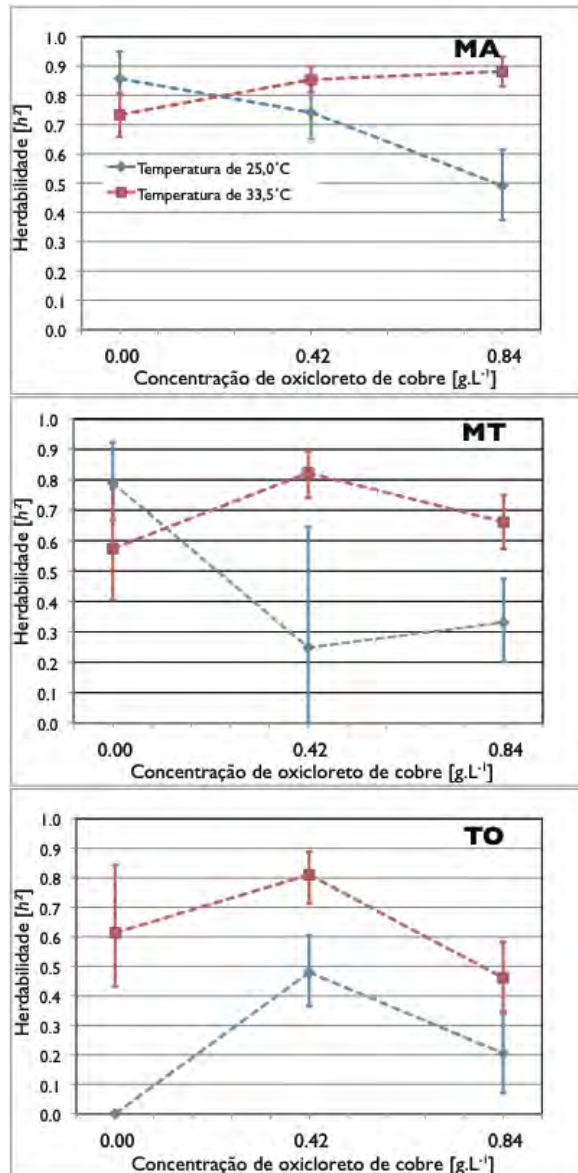 MA
Herdabilidade [h²]
1.0
0.9
0.8
0.7
0.6
0.5
0.4
0.3
0.2
0.1
0.0
Temperatura de 25,0˚C
Temperatura de 33,5˚C
0.00 0.42 0.84
Concentração de oxicloreto de cobre [g.L⁻¹]
MT
Herdabilidade [h²]
1.0
0.9
0.8
0.7
0.6
0.5
0.4
0.3
0.2
0.1
0.0
0.00 0.42 0.84
Concentração de oxicloreto de cobre [g.L⁻¹]
TO
Herdabilidade [h²]
1.0
0.9
0.8
0.7
0.6
0.5
0.4
0.3
0.2
0.1
0.0
0.00 0.42 0.84
Concentração de oxicloreto de cobre [g.L⁻¹]